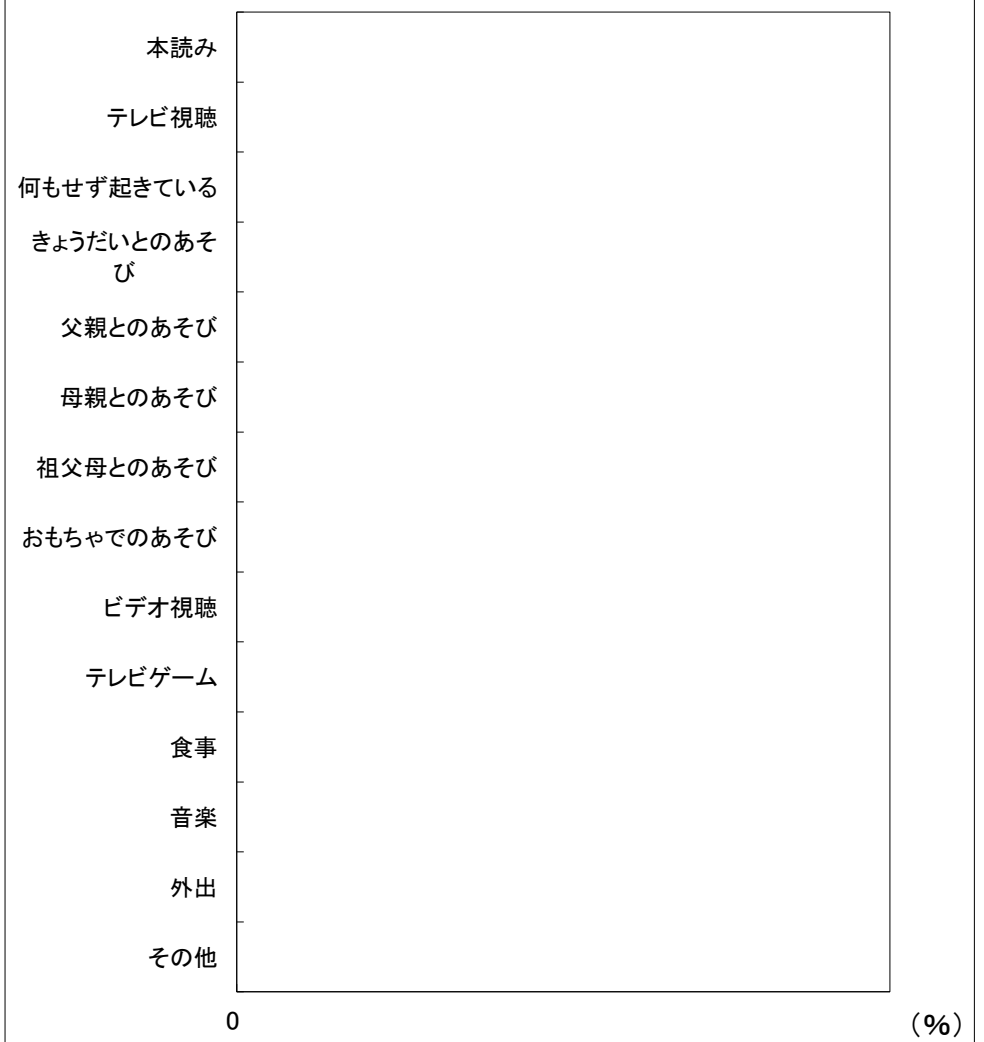 本読み
テレビ視聴
何もせず起きている
きょうだいとのあそ
び
父親とのあそび
母親とのあそび
祖父母とのあそび
おもちゃでのあそび
ビデオ視聴
テレビゲーム
食事
音楽
外出
その他
0
（%）